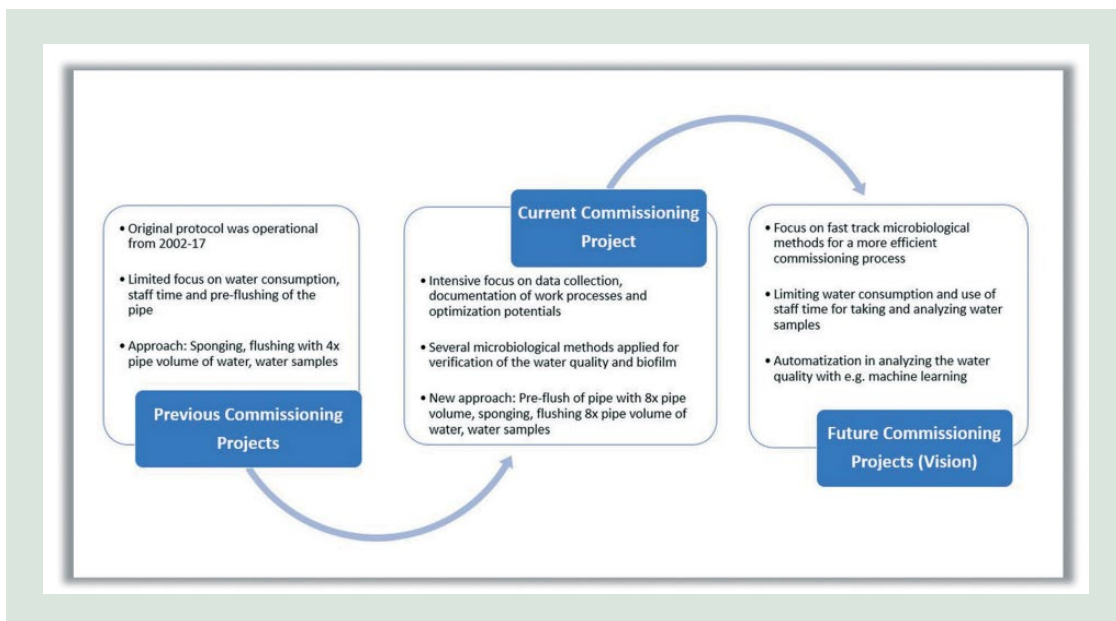 • Original protocol was operational
from 2002-17
• Limited focus on water consumption,
staff time and pre-flushing of the
pipe
• Approach: Sponging, flushing with 4x
pipe volume of water, water samples
Previous Commissioning
Projects
Current Commissioning
Project
• Intensive focus on data collection,
documentation of work processes and
optimization potentials
• Several microbiological methods applied for
verification of the water quality and biofilm
• New approach: Pre-flush of pipe with 8x pipe
volume, sponging, flushing 8x pipe volume of
water, water samples
• Focus on fast track microbiological
methods for a more efficient
commissioning process
• Limiting water consumption and use of
staff time for taking and analyzing water
samples
• Automatization in analyzing the water
quality with e.g. machine learning
Future Commissioning
Projects (Vision)